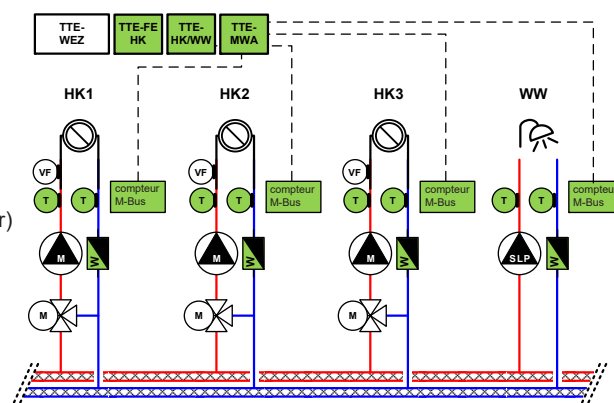 TTE-
WEZ
TTE-FE
HK
TTE-
HK/WW
TTE-
MWA
HK1
HK2
HK3
WW
VF
VF
VF
T
T
compteur
M-Bus
T
T
compteur
M-Bus
T
T
compteur
M-Bus
T
T
compteur
M-Bus
r)
M
W
M
W
M
W
SLP
W
M
M
M